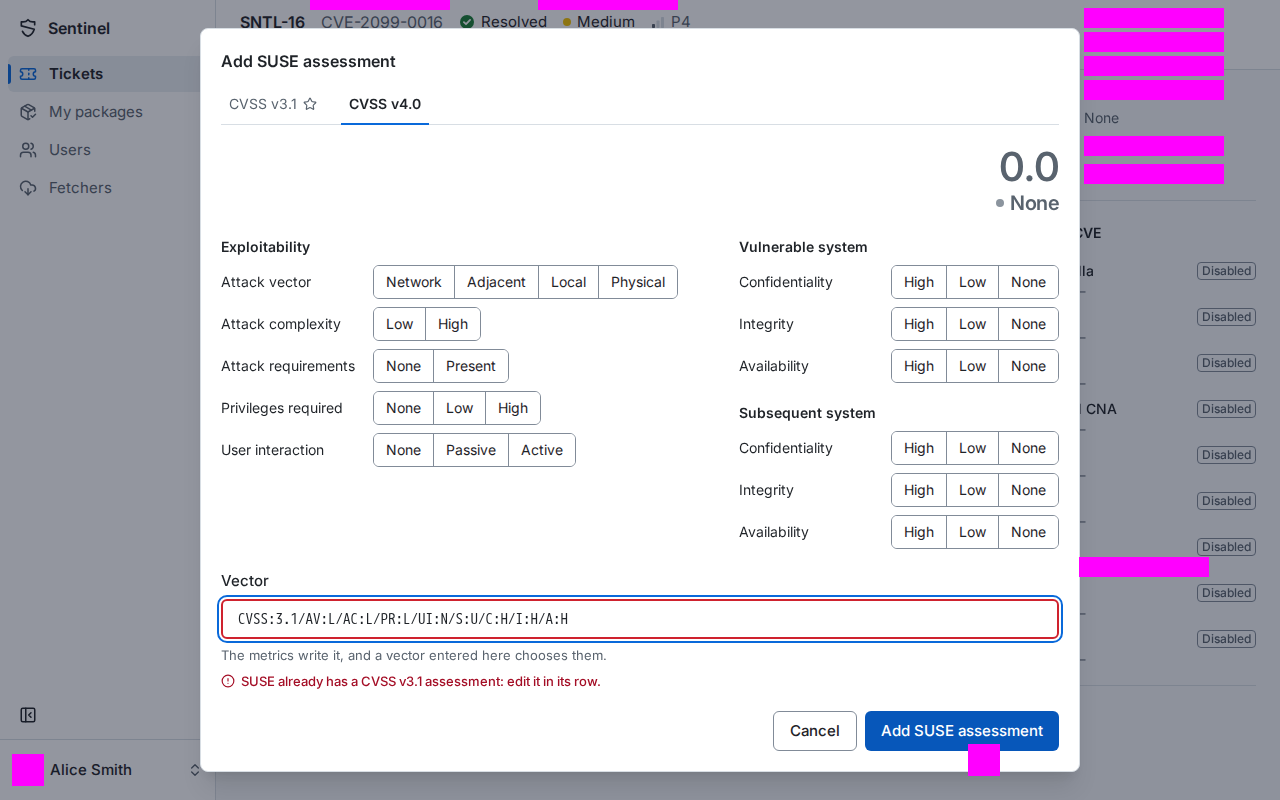 Sentinel
Tickets
My packages
Users
Fetchers
Alice Smith
SNTL-16 CVE-2099-0016 Resolved Medium P4
Add SUSE assessment
CVSS v3.1 CVSS v4.0
0.0
None
Exploitability
Attack vector Network Adjacent Local Physical
Attack complexity Low High
Attack requirements None Present
Privileges required None Low High
User interaction None Passive Active
Vulnerable system
Confidentiality High Low None
Integrity High Low None
Availability High Low None
Subsequent system
Confidentiality High Low None
Integrity High Low None
Availability High Low None
Vector
CVSS:3.1/AV:L/AC:L/PR:L/UI:N/S:U/C:H/I:H/A:H
The metrics write it, and a vector entered here chooses them.
SUSE already has a CVSS v3.1 assessment: edit it in its row.
Cancel Add SUSE assessment
None
Disabled
Disabled
Disabled
CNA Disabled
Disabled
Disabled
Disabled
Disabled
Disabled